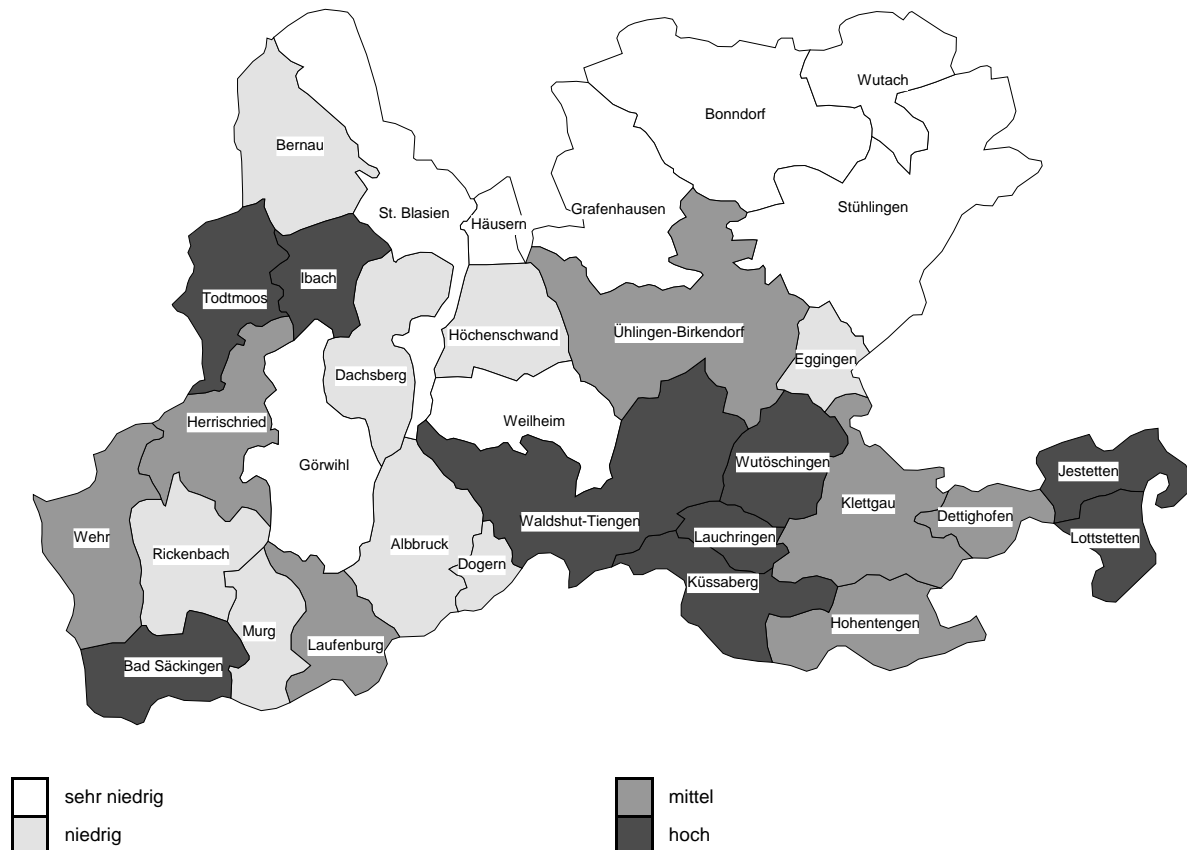 Wutach
Bonndorf
Bernau
Stühlingen
St. Blasien
Grafenhausen
Häusern
Ibach
Todtmoos
Höchenschwand
Ühlingen-Birkendorf
Eggingen
Dachsberg
Herrischried
Weilheim
Görwihl
Wutöschingen
Jestetten
Klettgau
Dettighofen
Waldshut-Tiengen
Wehr
Lauchringen
Lottstetten
Albbruck
Rickenbach
Dogern
Küssaberg
Hohentengen
Murg
Laufenburg
Bad Säckingen
sehr niedrig
mittel
niedrig
hoch